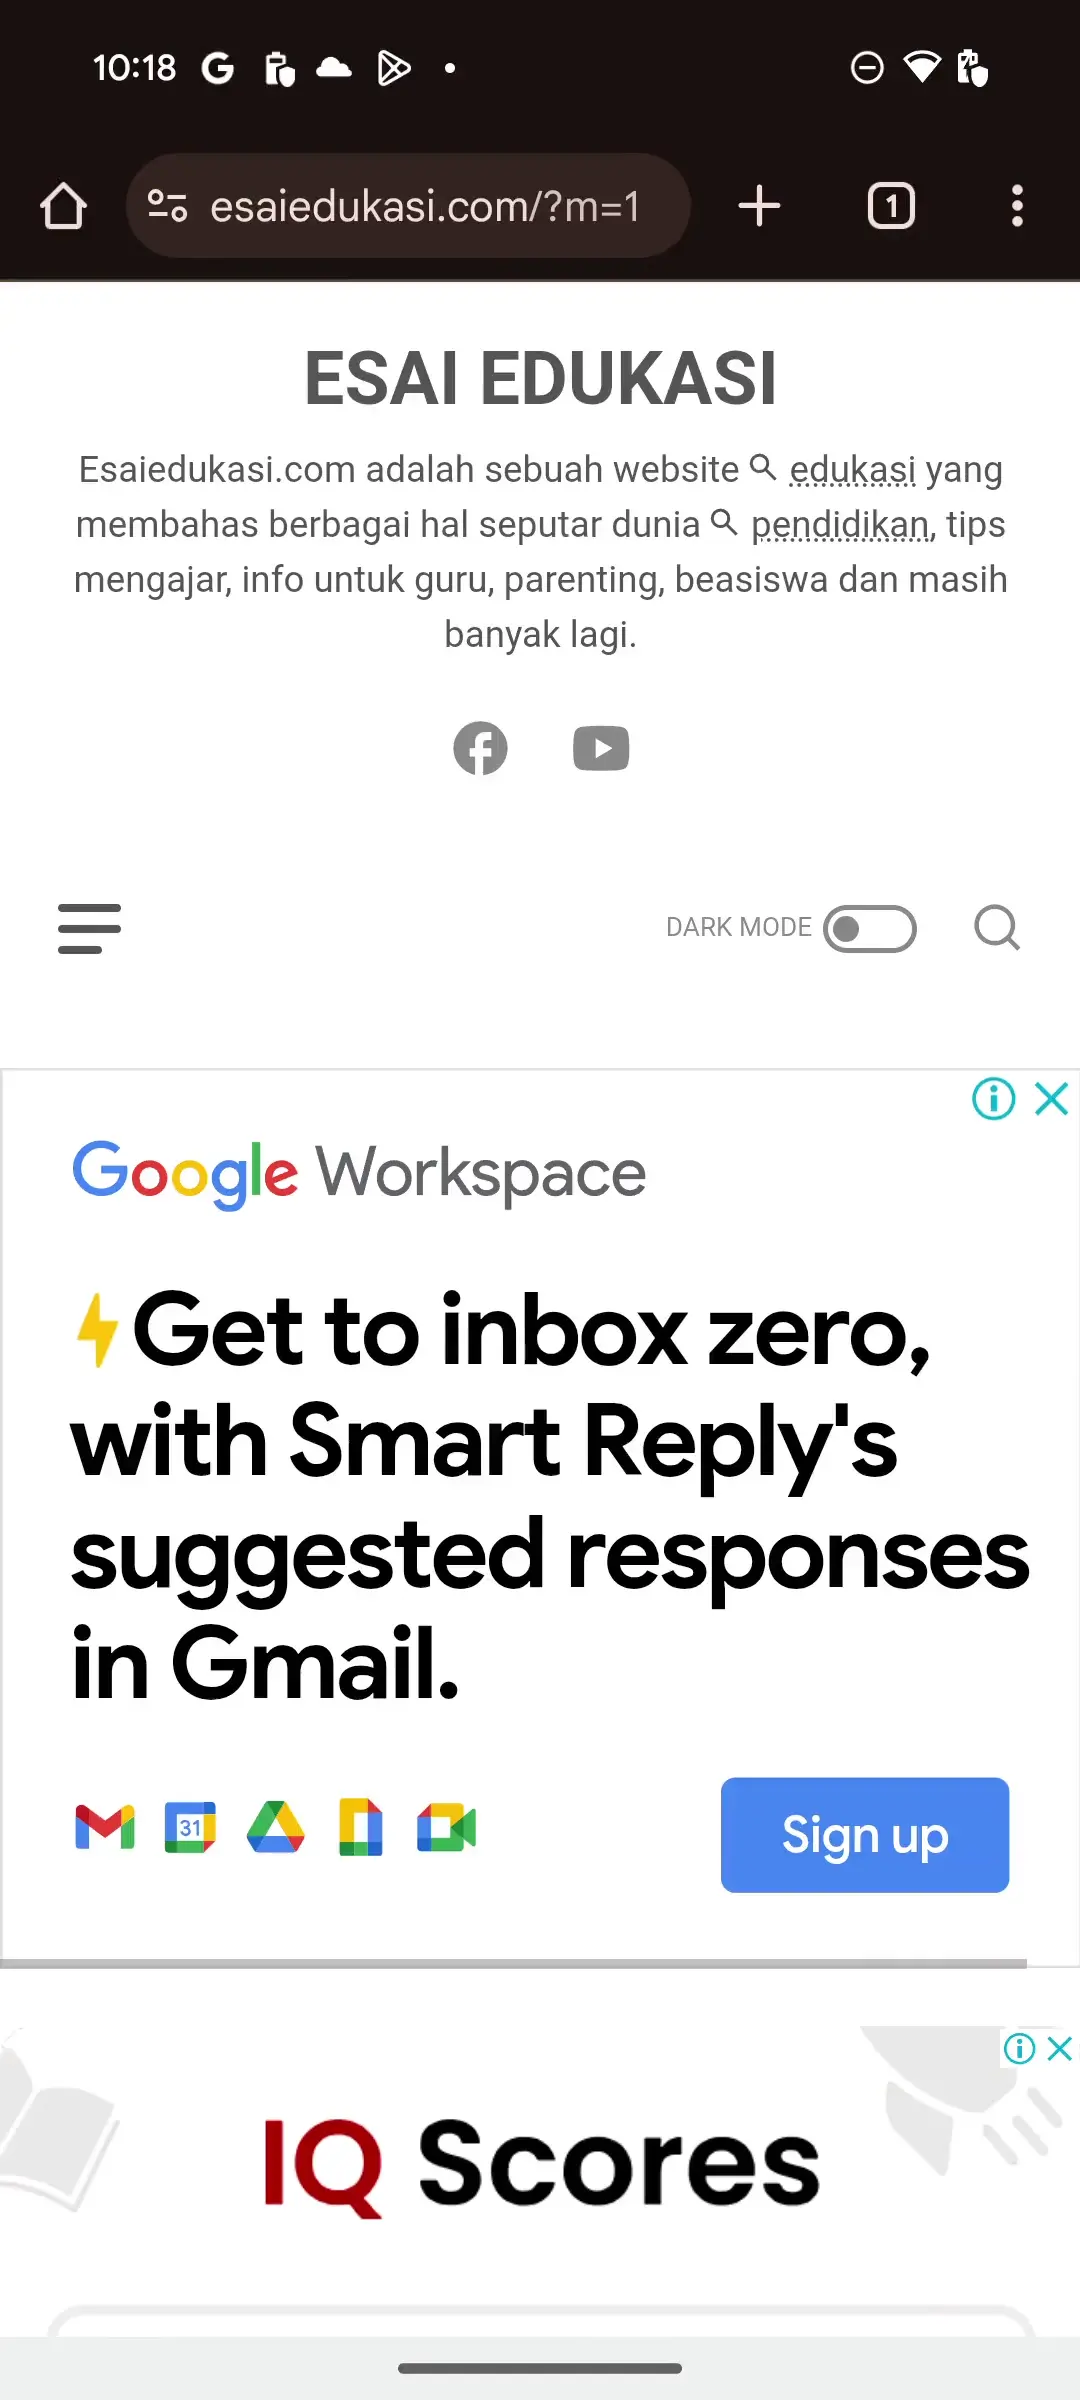 10:18
esaiedukasi.com/?m=1
1
ESAI EDUKASI
Esaiedukasi.com adalah sebuah website edukasi yang
membahas berbagai hal seputar dunia pendidikan, tips
mengajar, info untuk guru, parenting, beasiswa dan masih
banyak lagi.
DARK MODE
Google Workspace
⚡Get to inbox zero,
with Smart Reply's
suggested responses
in Gmail.
31
Sign up
IQ Scores